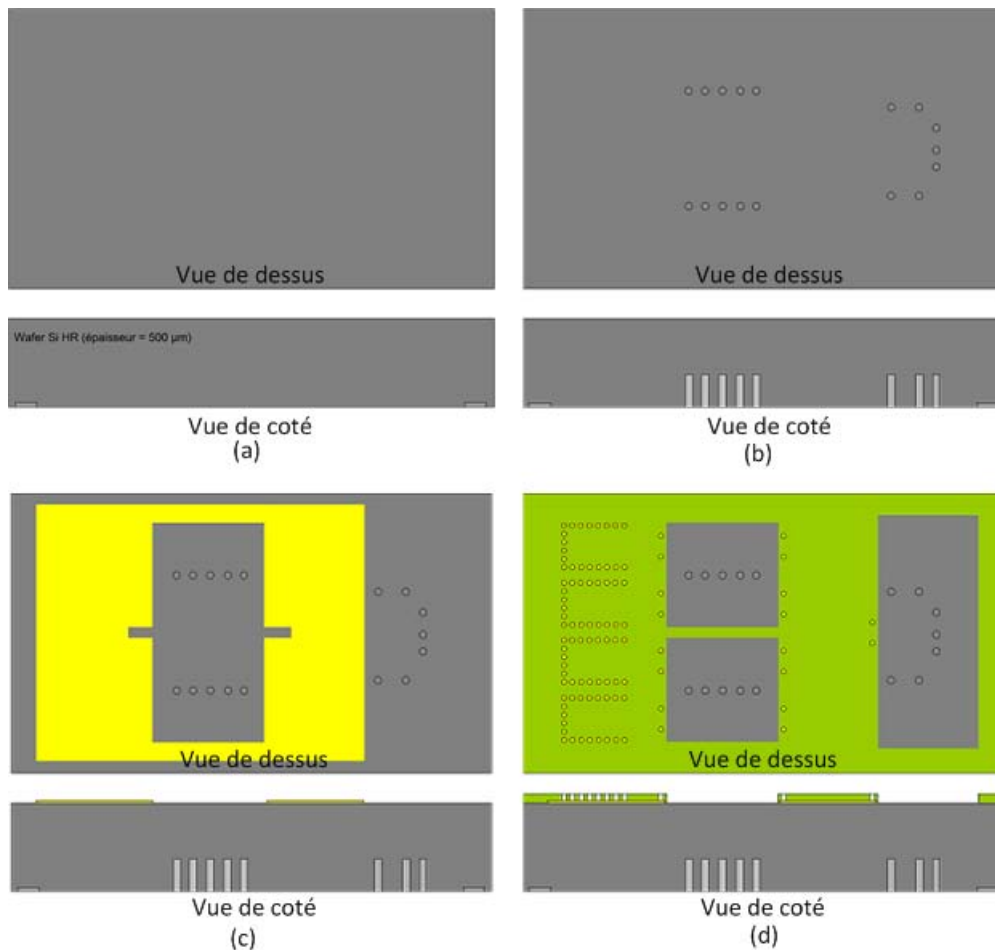 Vue de dessus
Vue de dessus
Wafer Si HR (épaisseur = 500 µm)
Vue de coté
(a)
Vue de coté
(b)
Vue de dessus
Vue de dessus
Vue de coté
(c)
Vue de coté
(d)